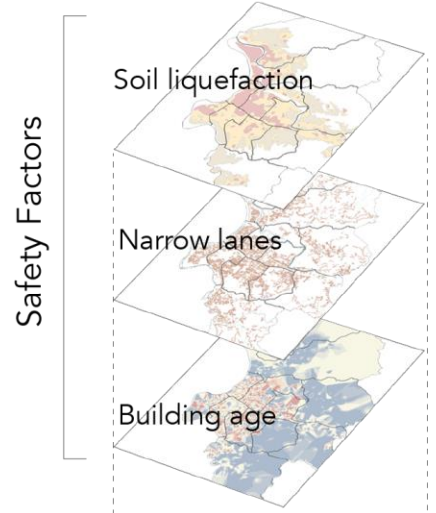 Safety Factors
Soil liquefaction
Narrow lanes
Building age